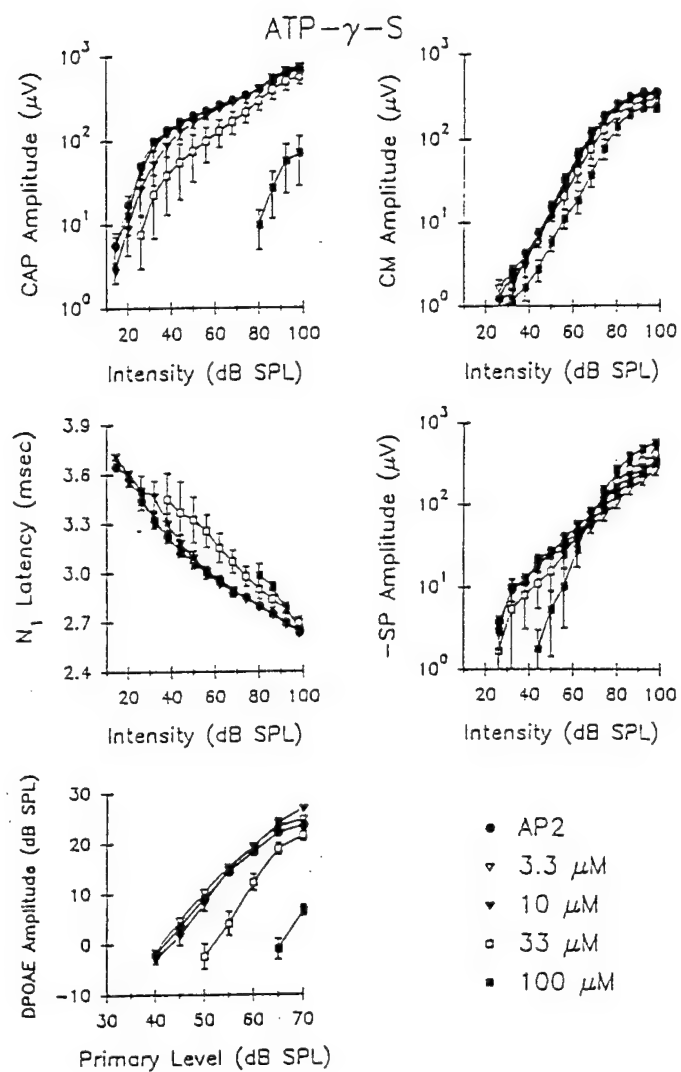 ATP-γ-S
CAP Amplitude (μV)
10³
10²
10¹
10⁰
20 40 60 80 100
Intensity (dB SPL)
CM Amplitude (μV)
10³
10²
10¹
10⁰
20 40 60 80 100
Intensity (dB SPL)
N₁ Latency (msec)
3.9
3.6
3.3
3.0
2.7
2.4
20 40 60 80 100
Intensity (dB SPL)
-SP Amplitude (μV)
10³
10²
10¹
10⁰
20 40 60 80 100
Intensity (dB SPL)
DPOAE Amplitude (dB SPL)
30
20
10
0
-10
30 40 50 60 70
Primary Level (dB SPL)
AP2
3.3 μM
10 μM
33 μM
100 μM